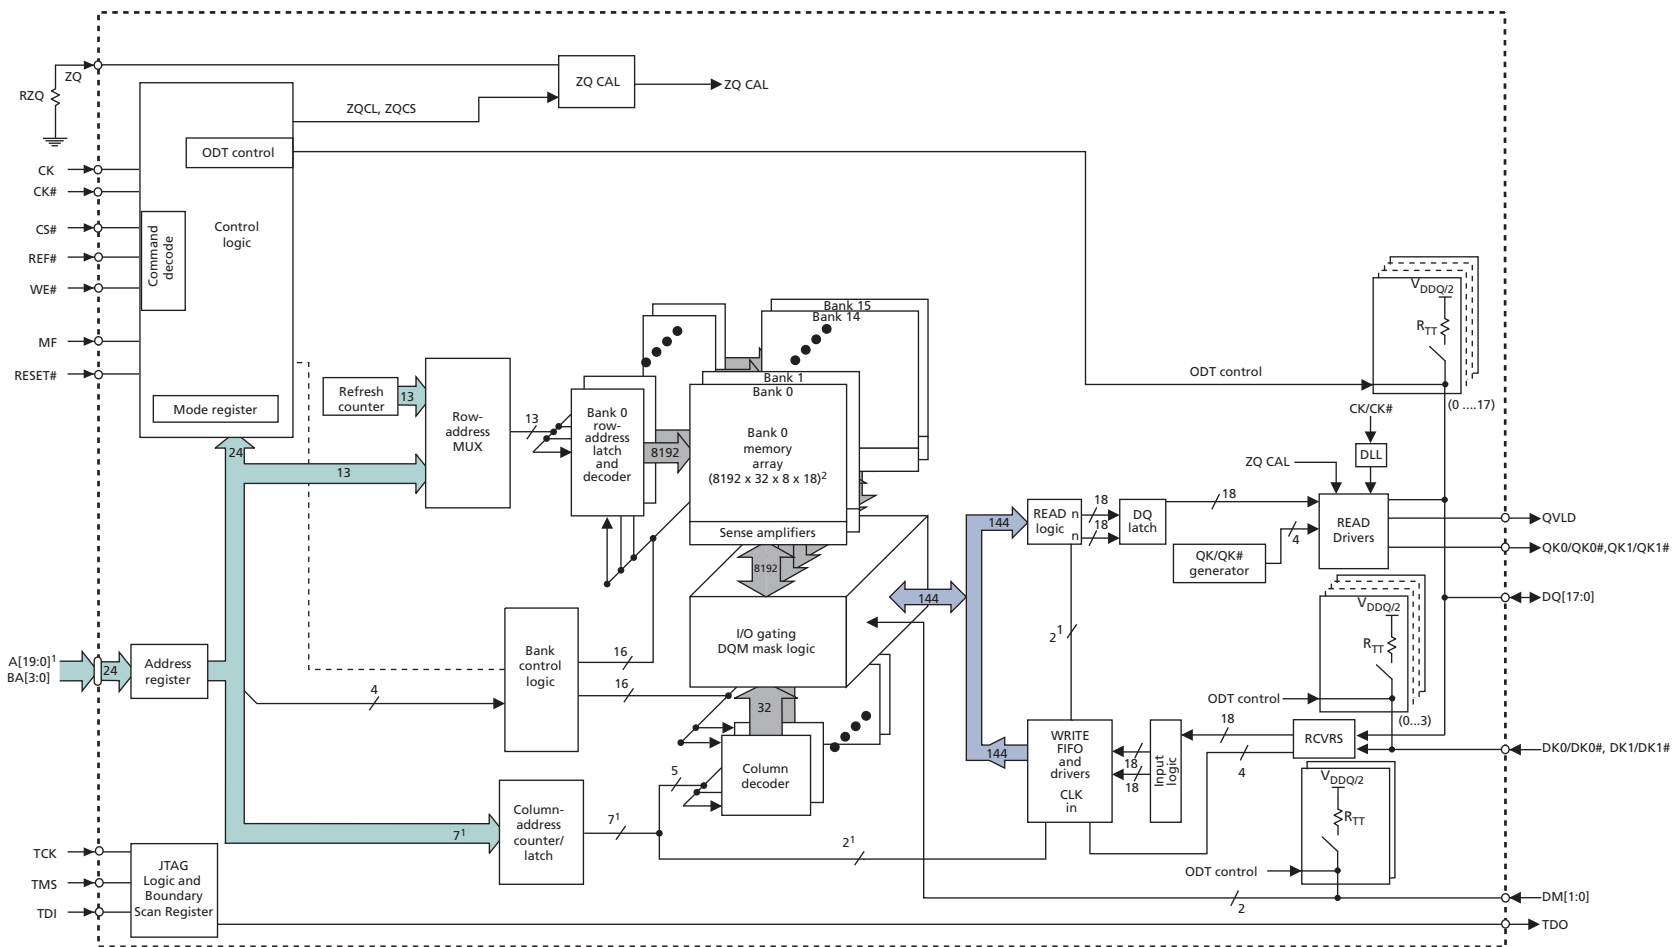 ZQ
RZQ
ZQ CAL
ZQ CAL
ZQCL, ZQCS
ODT control
CK
CK#
CS#
REF#
WE#
MF
RESET#
Command
decode
Control
logic
Mode register
Refresh
counter
13
Row-
address
MUX
13
Bank 0
row-
address
latch
and
decoder
8192
Bank 15
Bank 14
Bank 1
Bank 0
Bank 0
memory
array
(8192 x 32 x 8 x 18)2
Sense amplifiers
8192
24
13
I/O gating
DQM mask logic
144
144
144
READ
logic
n
n
18
18
DQ
latch
18
ZQ CAL
CK/CK#
DLL
READ
Drivers
QK/QK#
generator
4
ODT control
VDDQ/2
RTT
(0 ....17)
QVLD
QK0/QK0#,QK1/QK1#
DQ[17:0]
VDDQ/2
RTT
ODT control
(0...3)
21
A[19:0]1
BA[3:0]
24
Address
register
4
Bank
control
logic
16
16
32
Column
decoder
5
WRITE
FIFO
and
drivers
CLK
in
18
18
Input
logic
18
4
RCVRS
DK0/DK0#, DK1/DK1#
VDDQ/2
RTT
ODT control
71
Column-
address
counter/
latch
71
21
2
DM[1:0]
TCK
TMS
TDI
JTAG
Logic and
Boundary
Scan Register
TDO